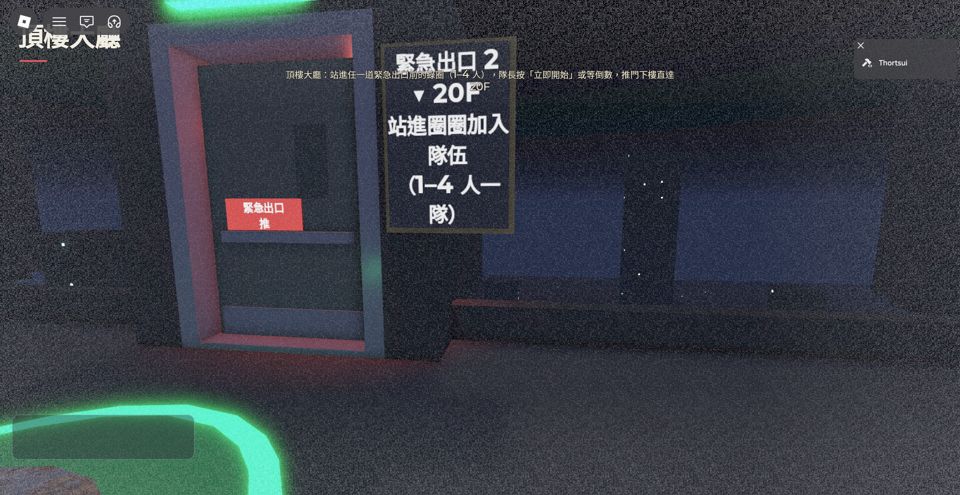 頂樓大廳
頂樓大廳：站進任一道緊急出口前的綠圈（1–4 人），隊長按「立即開始」或等倒數，推門下樓直達
20F
緊急出口 2
▼ 20F
站進圈圈加入
隊伍
（1–4 人一
隊）
緊急出口
推
Thortsui